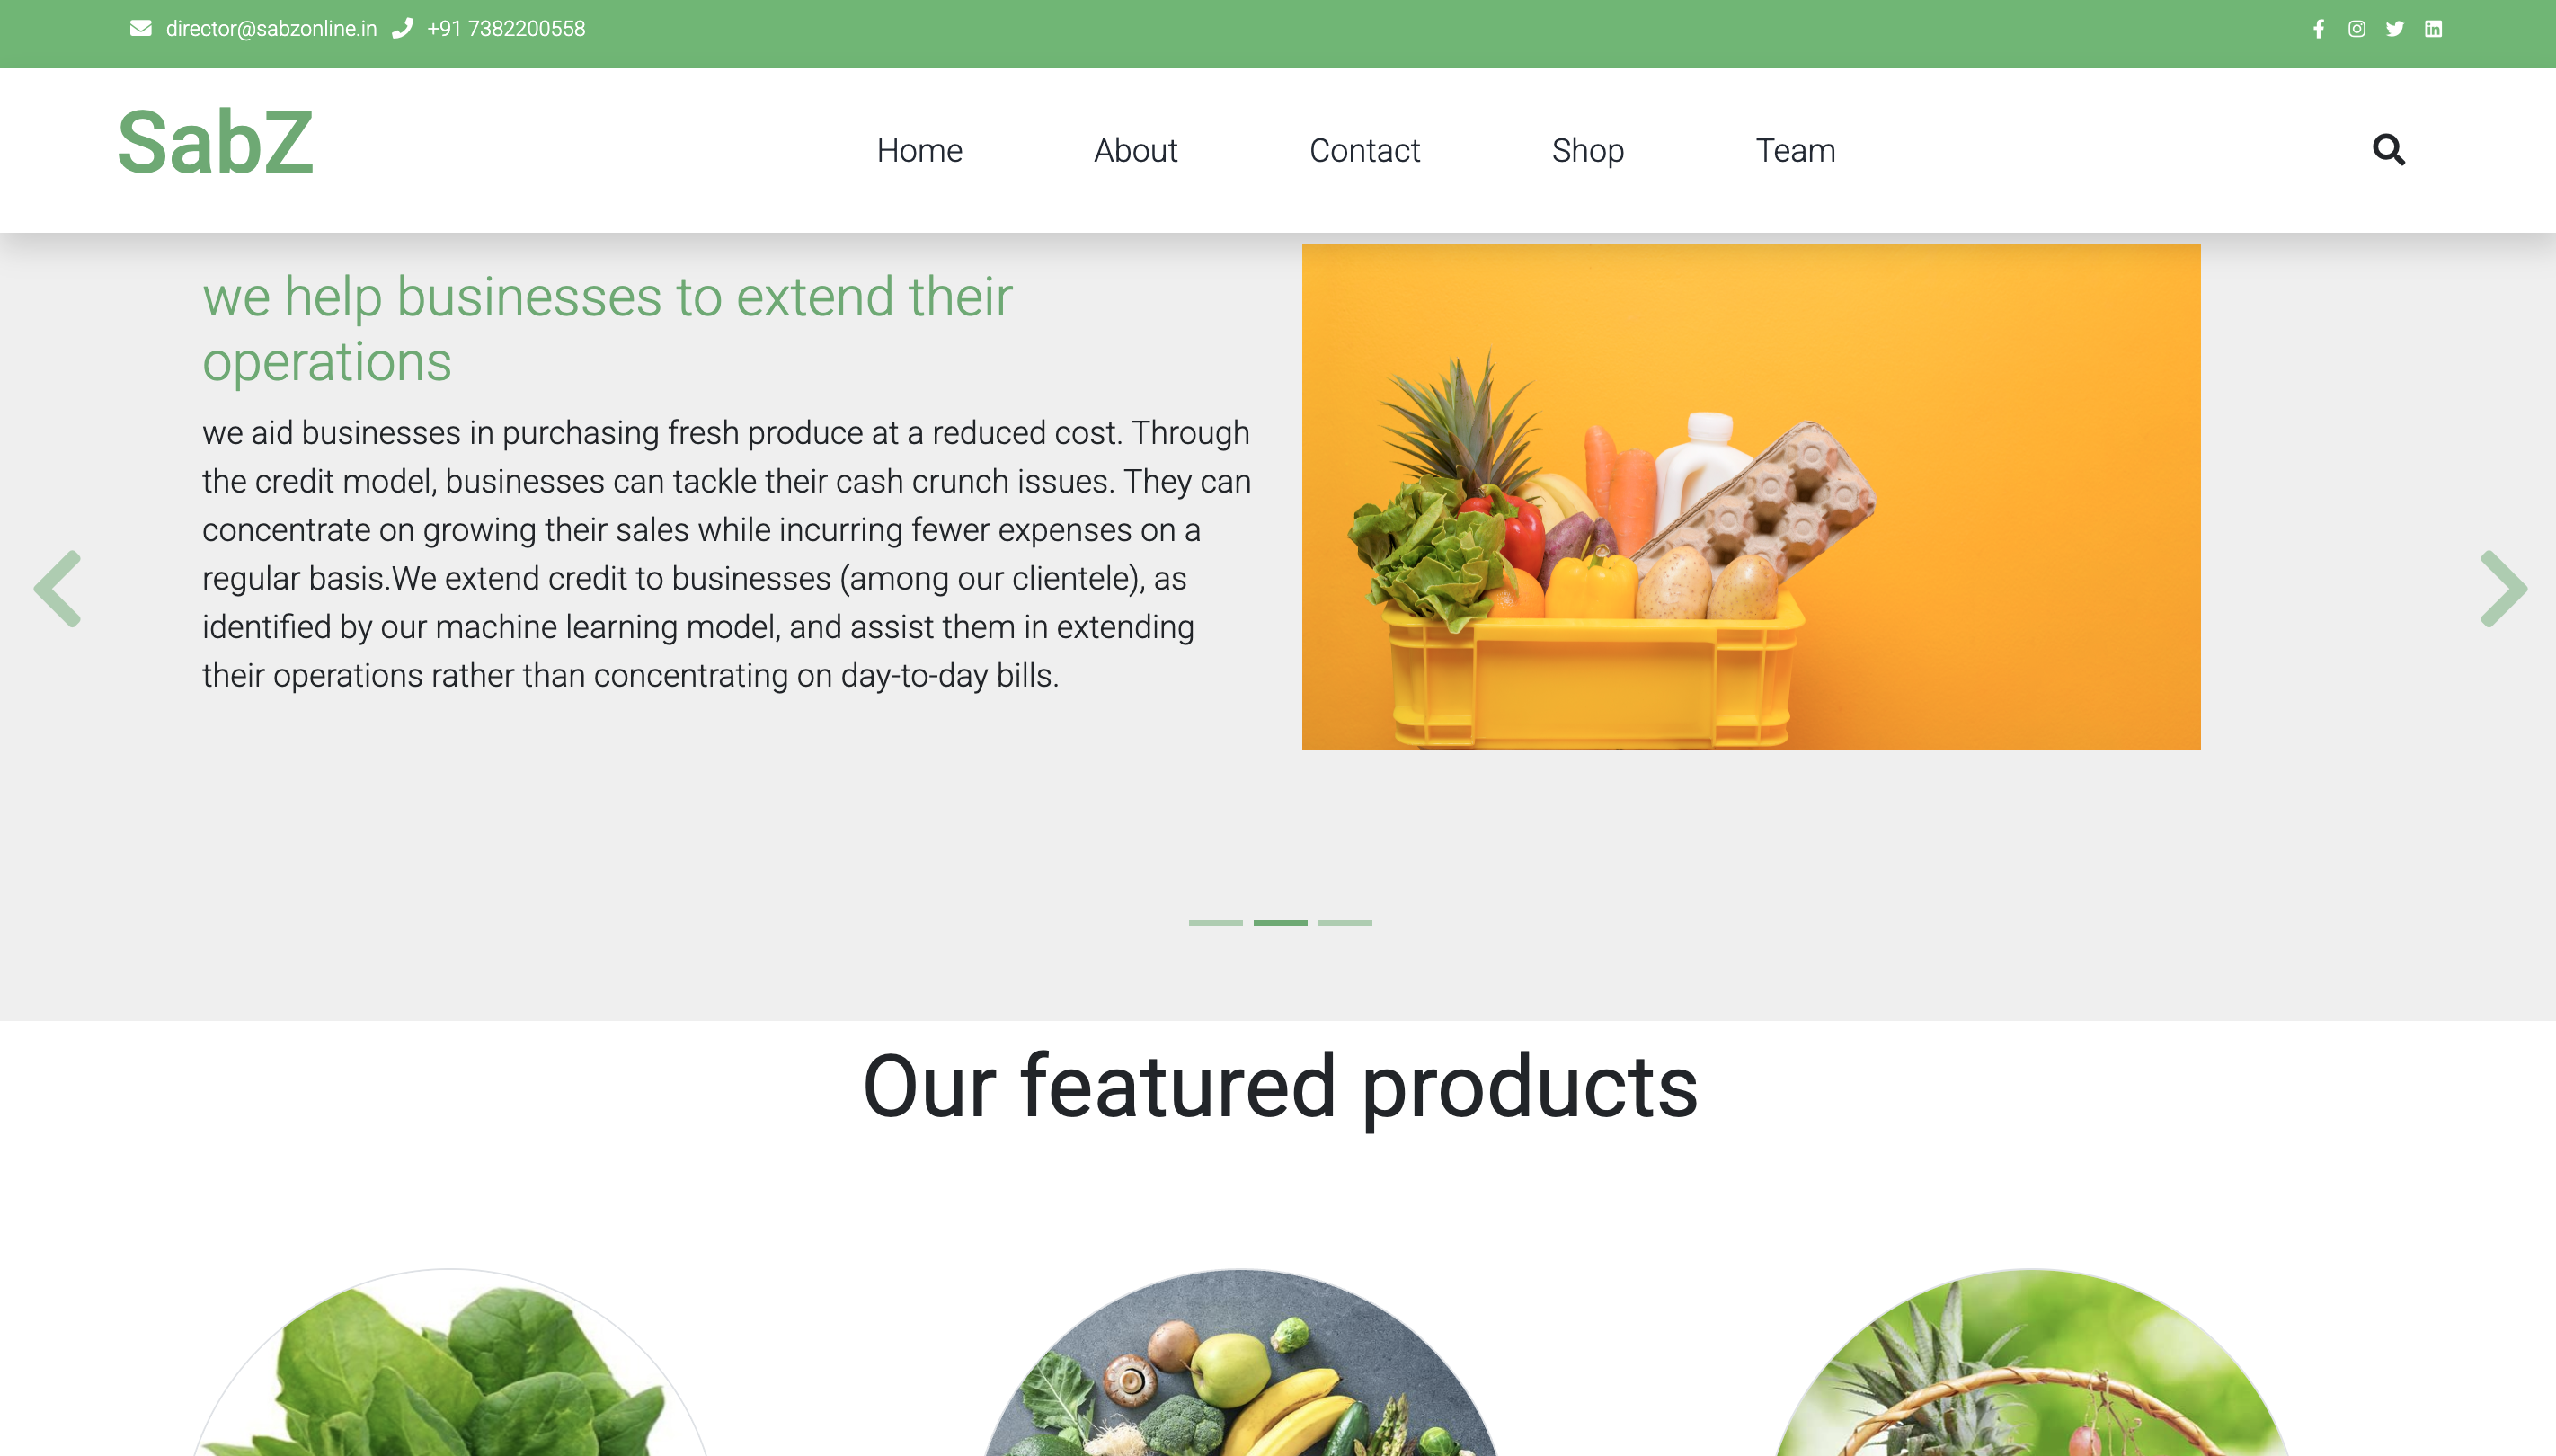 director@sabzonline.in +91 7382200558
SabZ
Home About Contact Shop Team
we help businesses to extend their
operations
we aid businesses in purchasing fresh produce at a reduced cost. Through
the credit model, businesses can tackle their cash crunch issues. They can
concentrate on growing their sales while incurring fewer expenses on a
regular basis.We extend credit to businesses (among our clientele), as
identified by our machine learning model, and assist them in extending
their operations rather than concentrating on day-to-day bills.
Our featured products